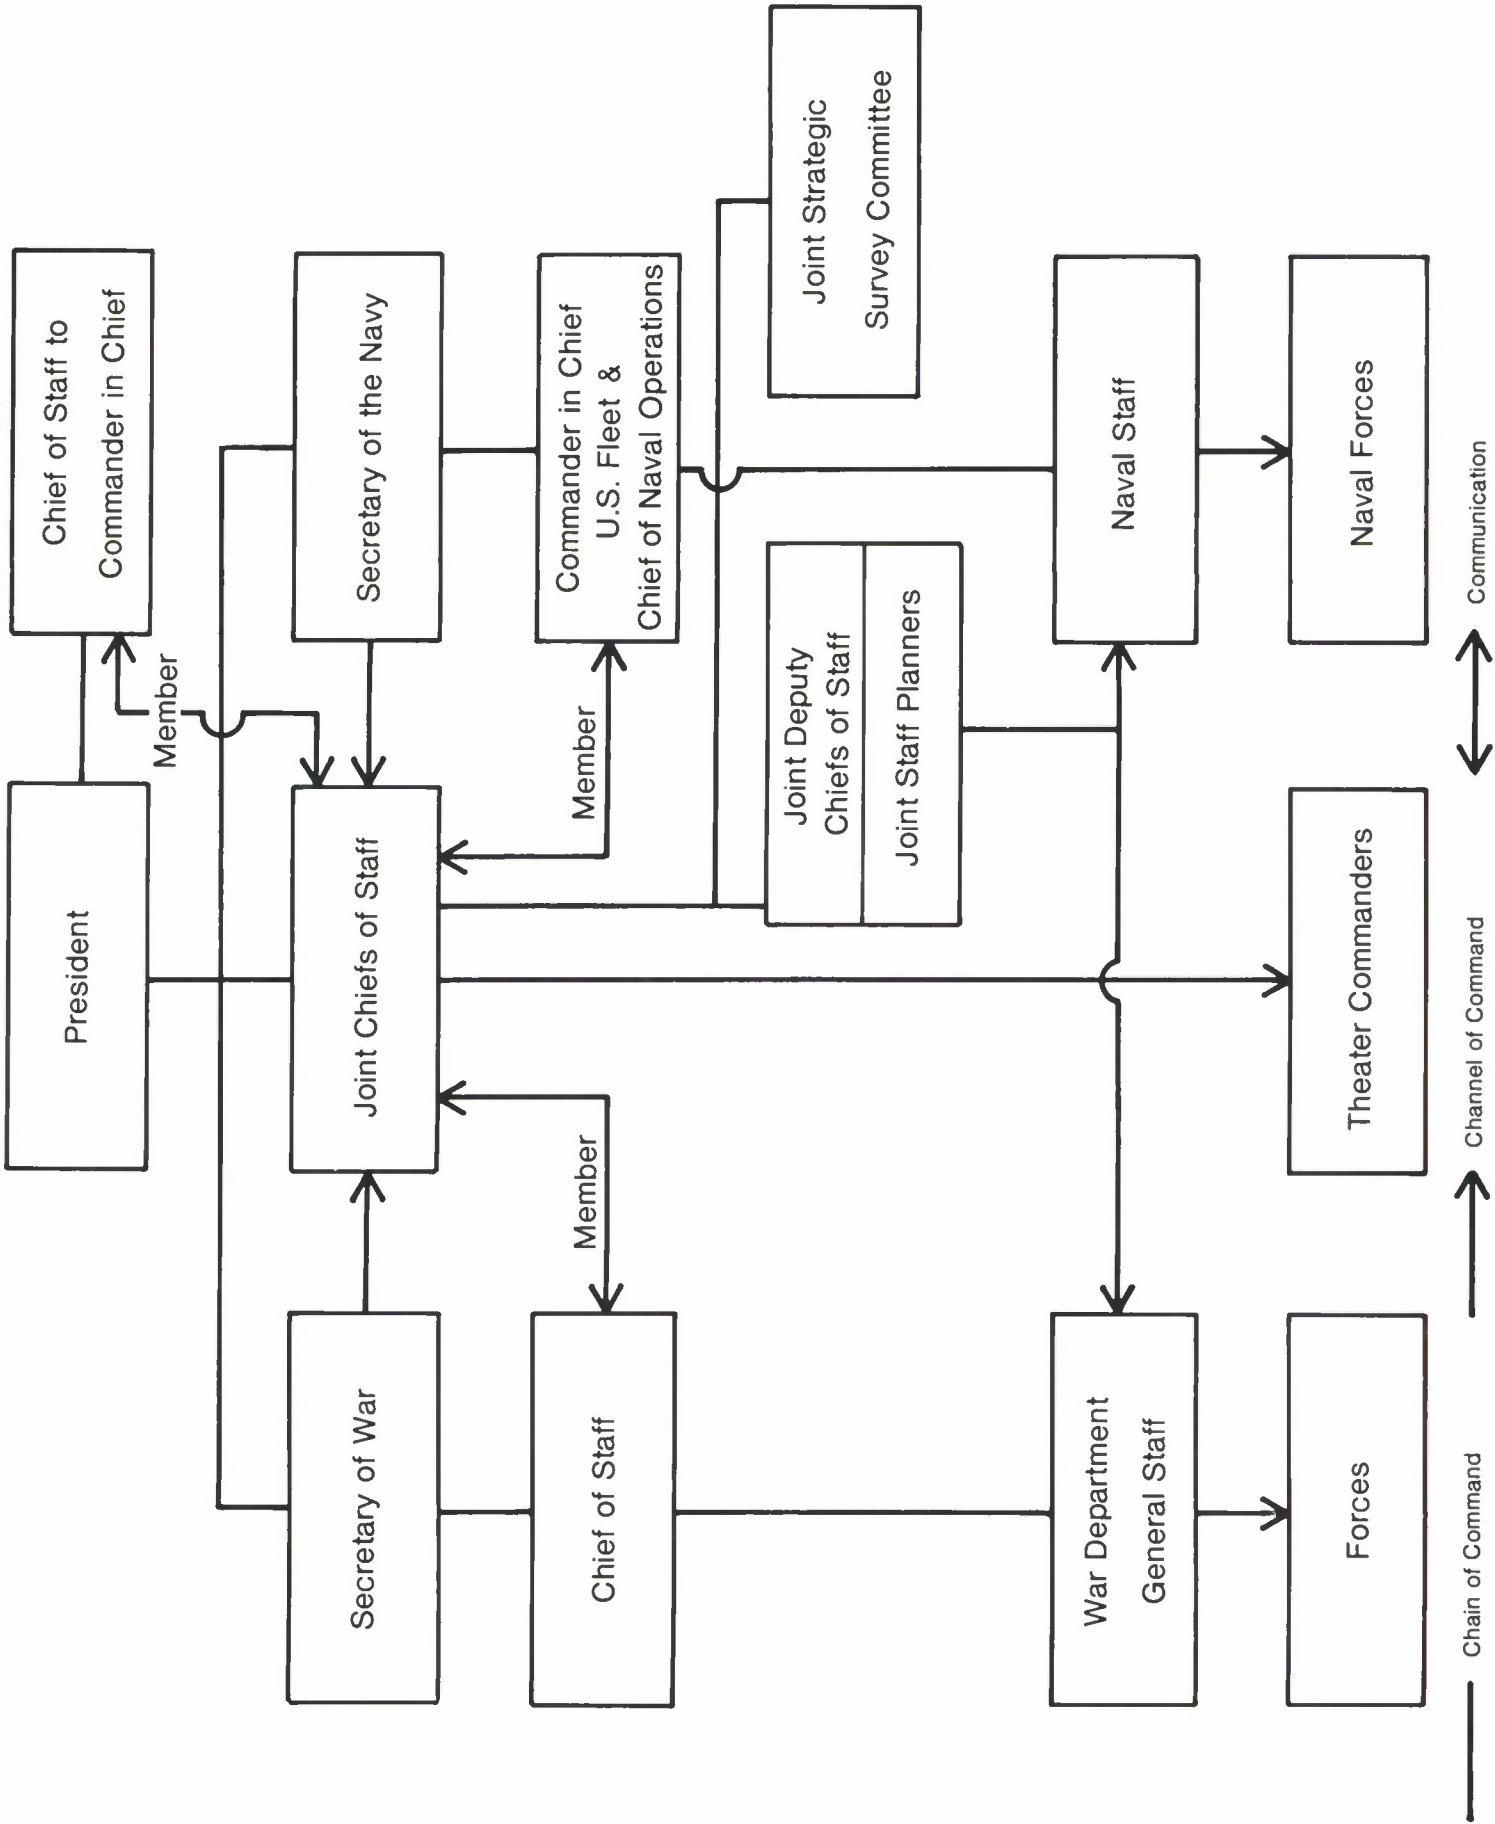 President
Chief of Staff to
Commander in Chief
Member
Secretary of War
Joint Chiefs of Staff
Secretary of the Navy
Chief of Staff
Member
Member
Commander in Chief
U.S. Fleet &
Chief of Naval Operations
Joint Deputy
Chiefs of Staff
Joint Staff Planners
Joint Strategic
Survey Committee
War Department
General Staff
Naval Staff
Forces
Theater Commanders
Naval Forces
Chain of Command
Channel of Command
Communication